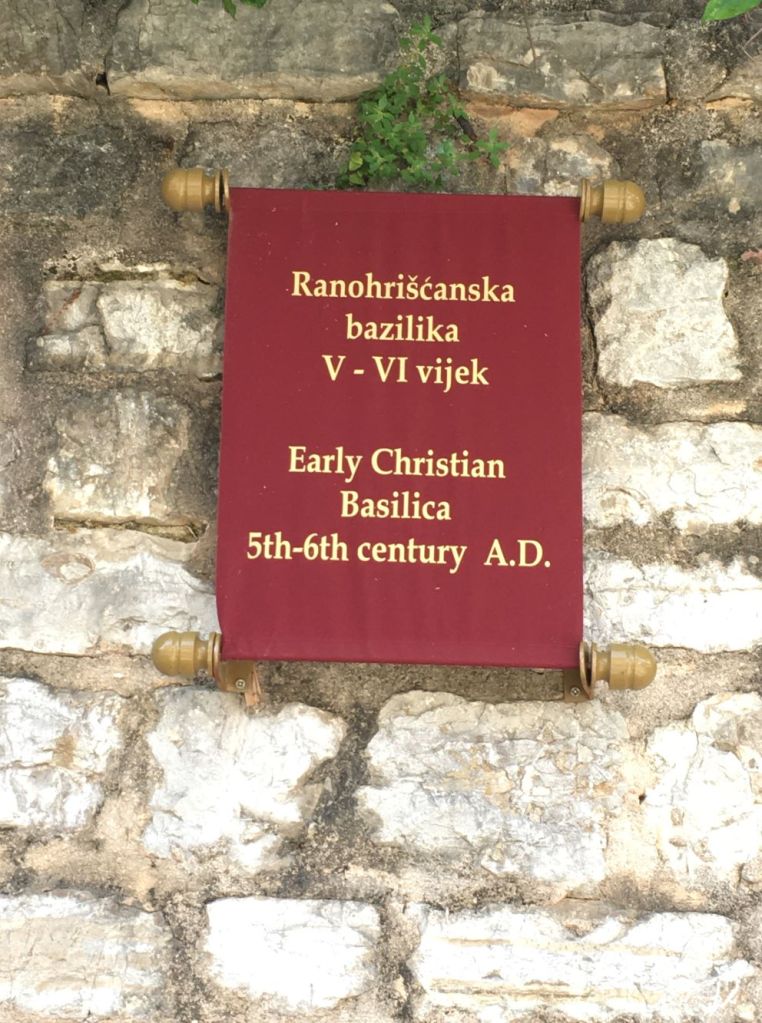 Ranohrišćanska
bazilika
V - VI vijek
Early Christian
Basilica
5th-6th century A.D.